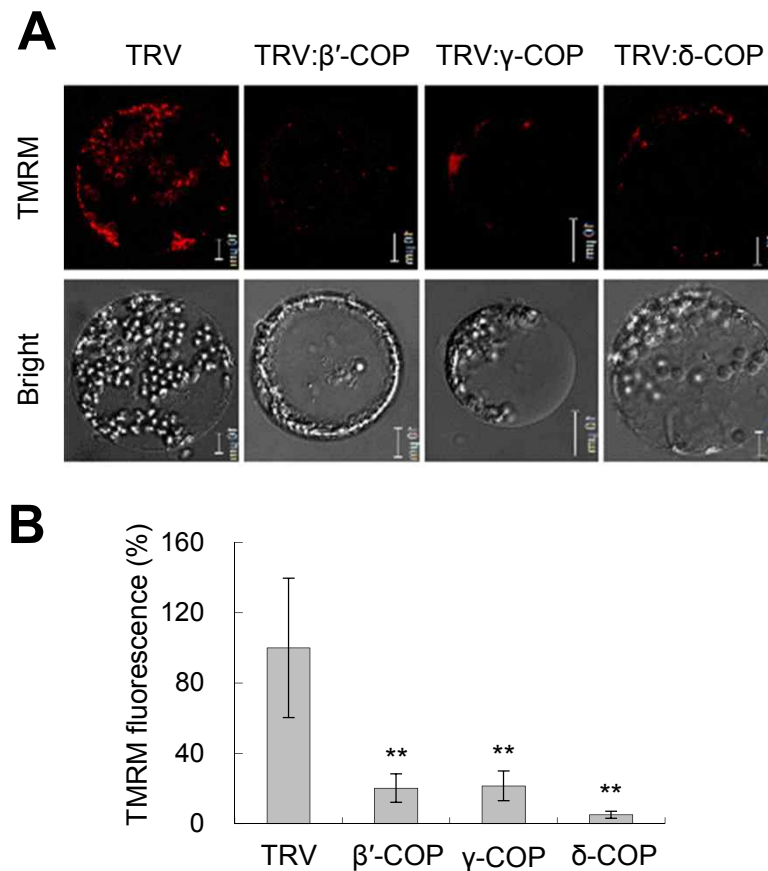 A
TRV TRV:β′-COP TRV:γ-COP TRV:δ-COP
TMRM
Bright
B
TMRM fluorescence (%)
160
120
80
40
0
** ** **
TRV β′-COP γ-COP δ-COP